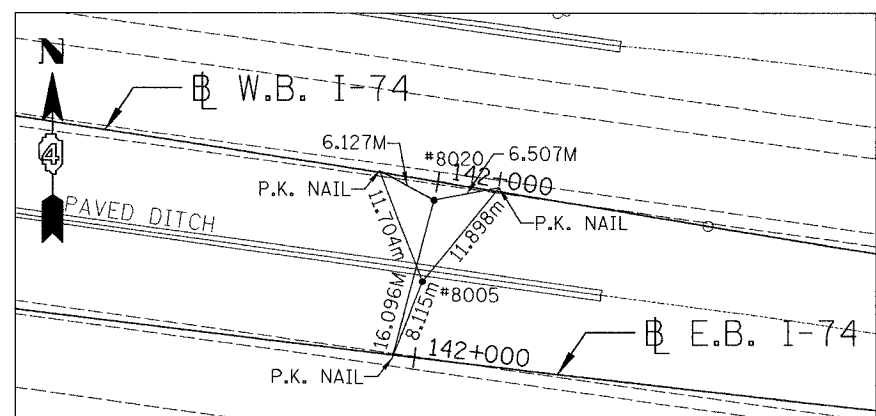 N
4
℄ W.B. I-74
6.127M
#8020
6.507M
142+000
P.K. NAIL
P.K. NAIL
PAVED DITCH
11.704m
11.898m
#8005
16.096M
8.115m
142+000
℄ E.B. I-74
P.K. NAIL